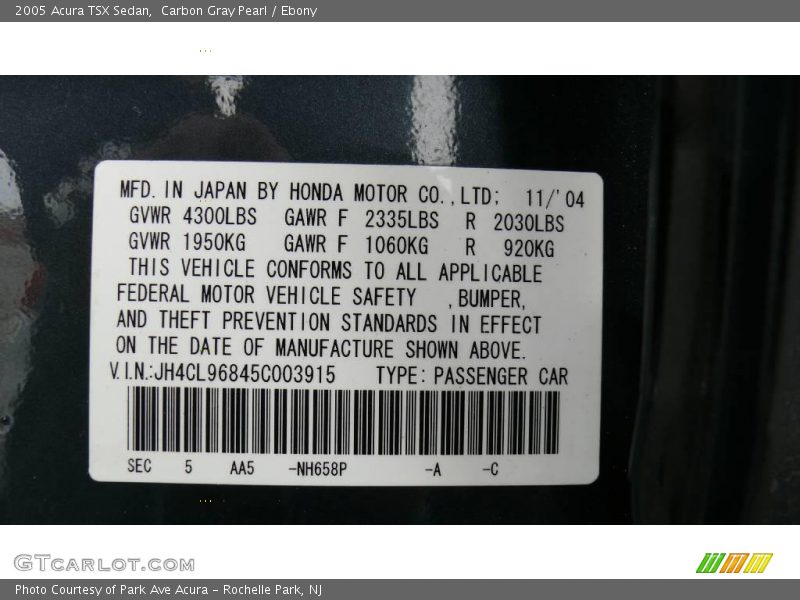 2005 Acura TSX Sedan,  Carbon Gray Pearl / Ebony
MFD. IN JAPAN BY HONDA MOTOR CO., LTD; 11/'04
GVWR 4300LBS GAWR F 2335LBS R 2030LBS
GVWR 1950KG GAWR F 1060KG R 920KG
THIS VEHICLE CONFORMS TO ALL APPLICABLE
FEDERAL MOTOR VEHICLE SAFETY , BUMPER,
AND THEFT PREVENTION STANDARDS IN EFFECT
ON THE DATE OF MANUFACTURE SHOWN ABOVE.
V.I.N.:JH4CL96845C003915 TYPE: PASSENGER CAR
SEC 5 AA5 -NH658P -A -C
GTCARLOT.COM
Photo Courtesy of Park Ave Acura - Rochelle Park, NJ